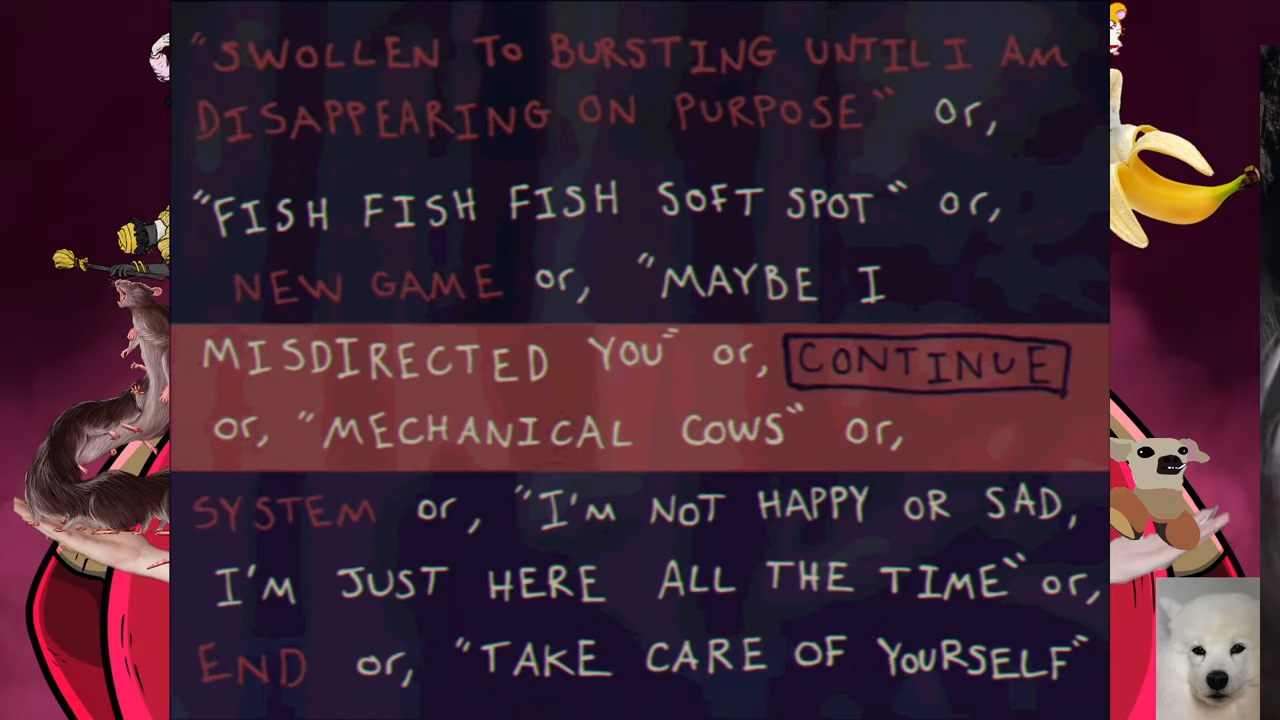 "SWOLLEN TO BURSTING UNTIL I AM
DISAPPEARING ON PURPOSE" or,
"FISH FISH FISH SOFT SPOT" or,
NEW GAME or, "MAYBE I
MISDIRECTED YOU" or, CONTINUE
or, "MECHANICAL COWS" or,
SYSTEM or, "I'M NOT HAPPY OR SAD,
I'M JUST HERE ALL THE TIME" or,
END or, "TAKE CARE OF YOURSELF"